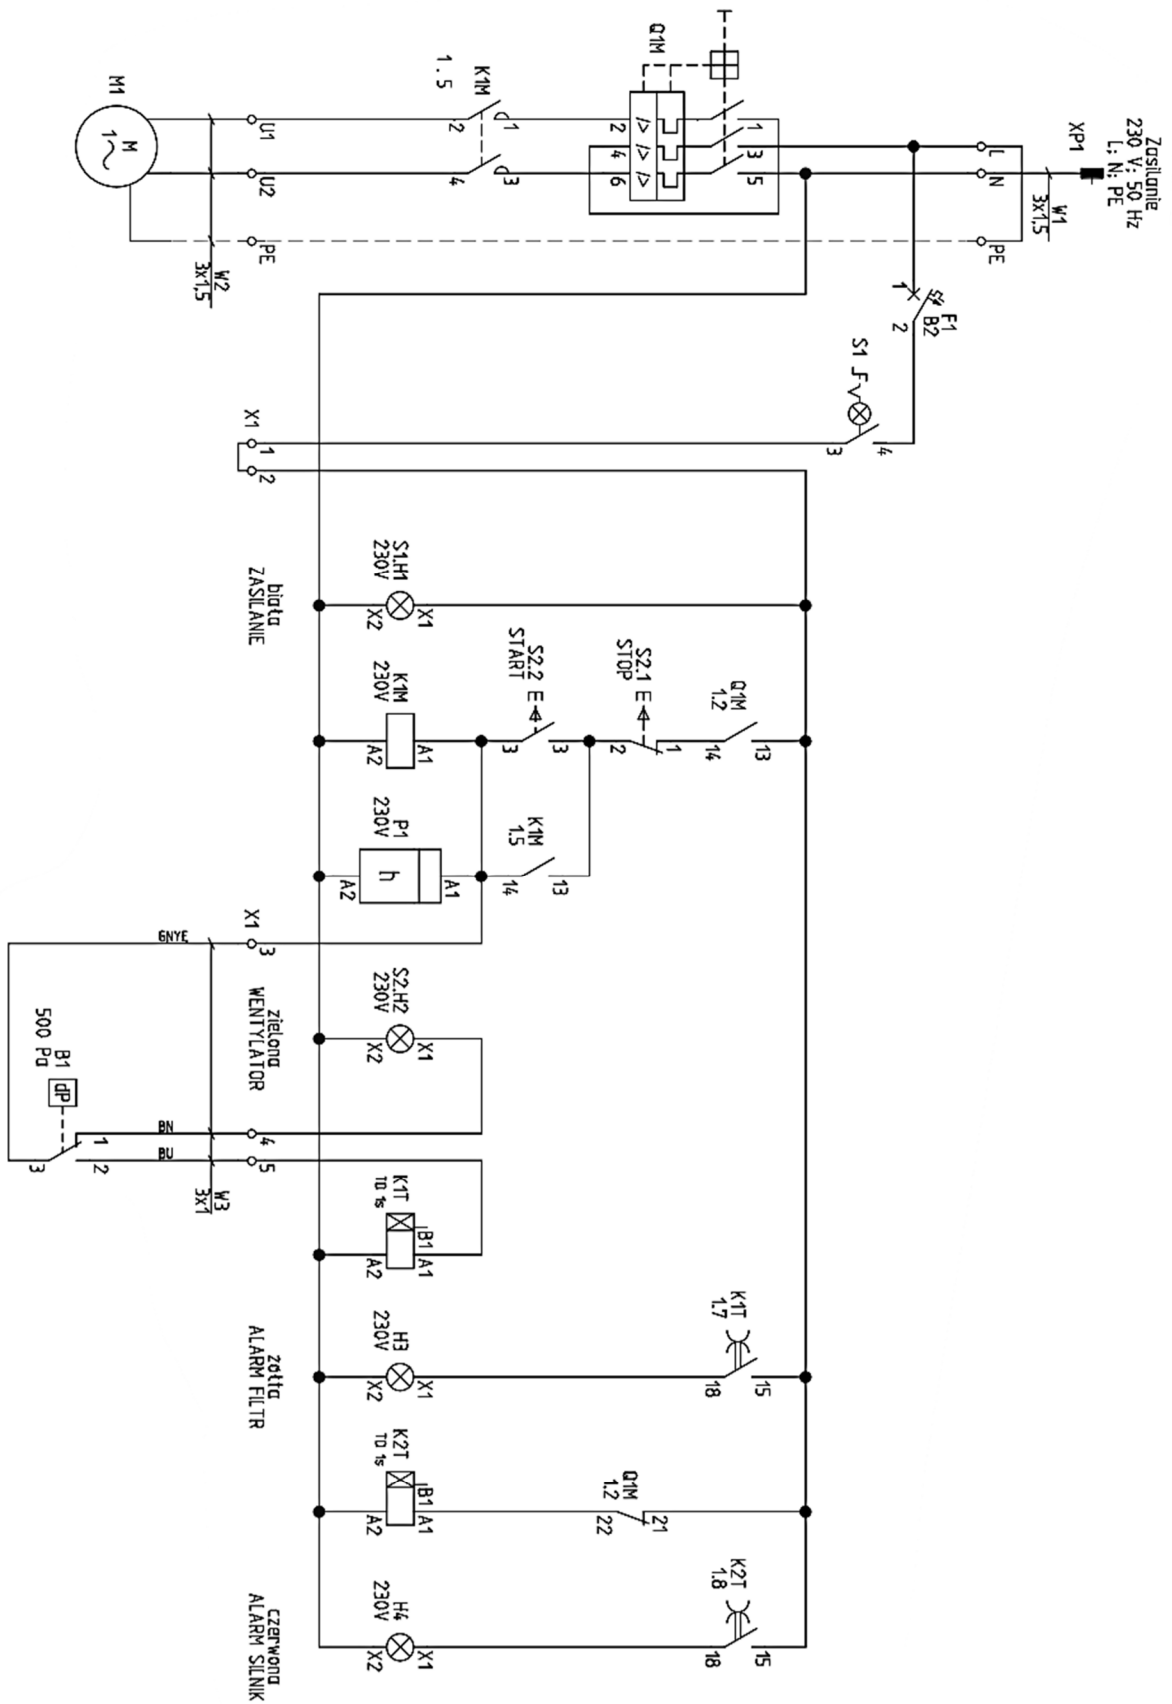 Zasilanie
230 V; 50 Hz
L; N; PE
XP1
W1
3x1,5
L
N
PE
Q1M
1
3
5
2
4
6
K1M
1.5
1
2
3
4
U1
U2
PE
W2
3x1,5
M1
M
1
F1
B2
1
2
S1
3
4
X1
1
2
S1.H1
230V
X1
X2
biała
ZASILANIE
Q1M
1.2
13
14
S2.1
STOP
1
2
S2.2
START
3
3
K1M
230V
A1
A2
K1M
1.5
13
14
P1
230V
h
A1
A2
X1
3
GNYE
S2.H2
230V
X1
X2
zielona
WENTYLATOR
B1
500 Pa
dP
1
2
3
BN
4
BU
5
W3
3x1
K1T
TO 1s
B1
A1
A2
K1T
1.7
15
18
H3
230V
X1
X2
żółta
ALARM FILTR
Q1M
1.2
21
22
K2T
TO 1s
B1
A1
A2
K2T
1.8
15
18
H4
230V
X1
X2
czerwona
ALARM SILNIK